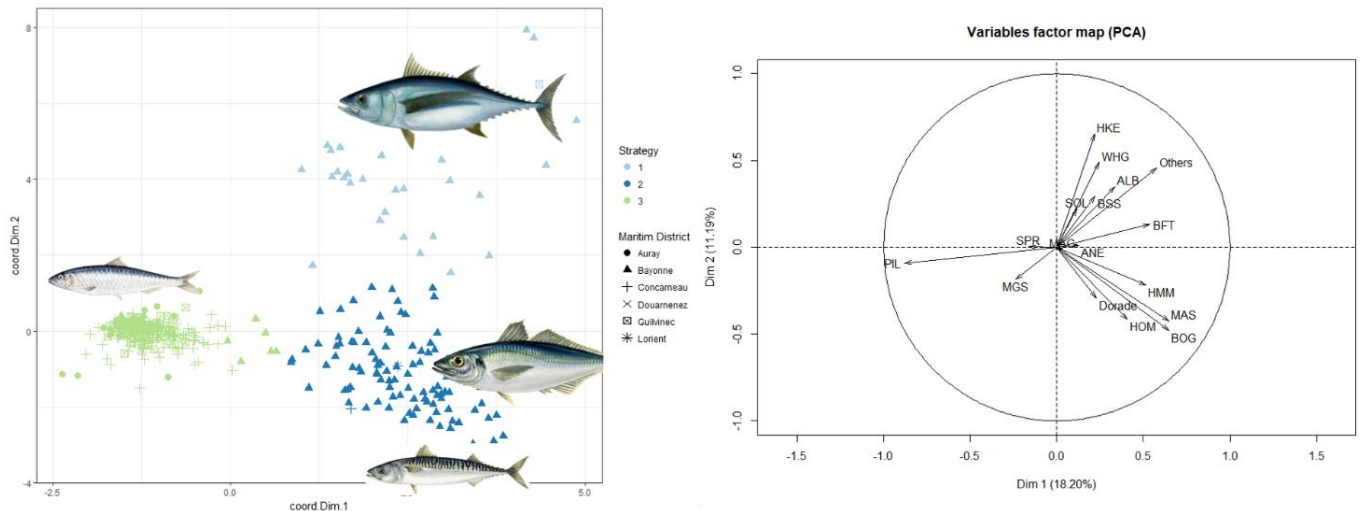 8
4
0
-4
-2.5
0.0
2.5
5.0
coord.Dim.2
coord.Dim.1
Strategy
1
2
3
Maritim District
Auray
Bayonne
Concarneau
Douarnenez
Guilvinec
Lorient
Variables factor map (PCA)
1.0
0.5
0.0
-0.5
-1.0
Dim 2 (11.19%)
HKE
WHG
Others
ALB
SOL
BSS
BFT
SPR
MAC
ANE
PIL
MGS
HMM
Dorade
MAS
HOM
BOG
-1.5
-1.0
-0.5
0.0
0.5
1.0
1.5
Dim 1 (18.20%)